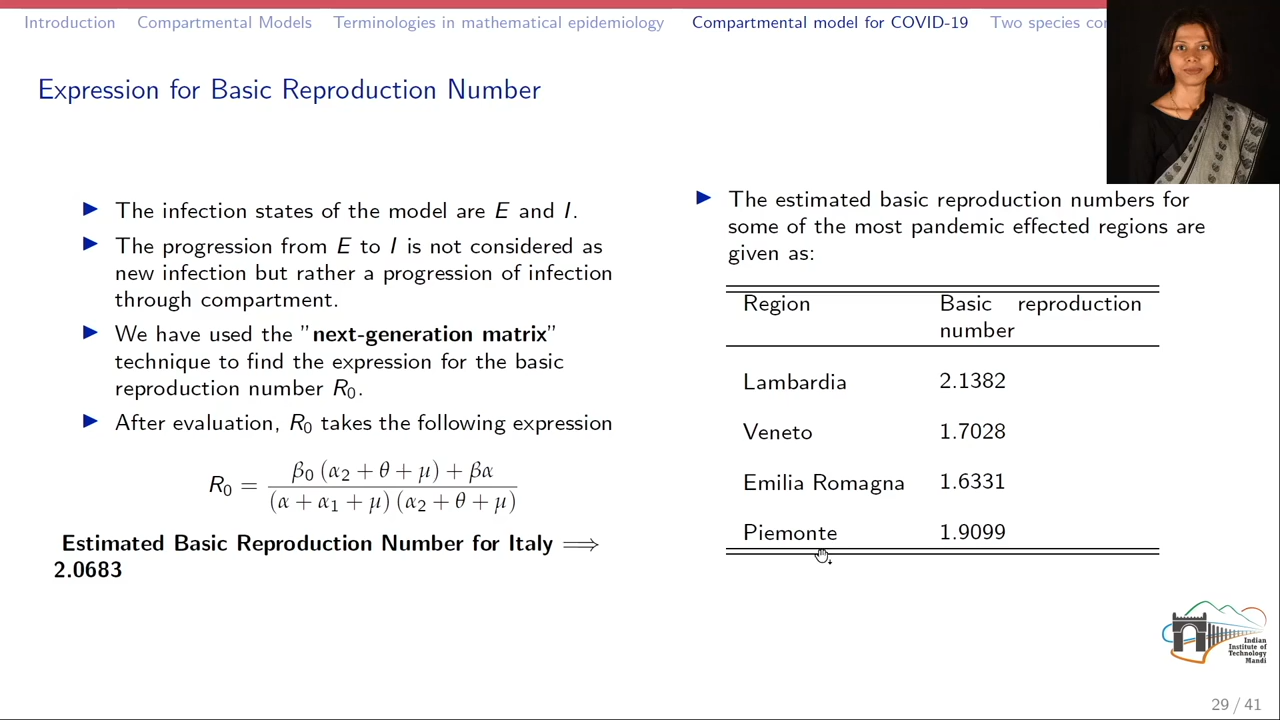 Introduction Compartmental Models Terminologies in mathematical epidemiology Compartmental model for COVID-19 Two species
Expression for Basic Reproduction Number
The infection states of the model are E and I.
The progression from E to I is not considered as
new infection but rather a progression of infection
through compartment.
We have used the "next-generation matrix"
technique to find the expression for the basic
reproduction number R₀.
After evaluation, R₀ takes the following expression
R₀ = β₀ (α₂ + θ + μ) + βα / (α + α₁ + μ) (α₂ + θ + μ)
Estimated Basic Reproduction Number for Italy ⟹
2.0683
The estimated basic reproduction numbers for
some of the most pandemic effected regions are
given as:
Region Basic reproduction
number
Lambardia 2.1382
Veneto 1.7028
Emilia Romagna 1.6331
Piemonte 1.9099
Indian
Institute of
Technology
Mandi
29 / 41